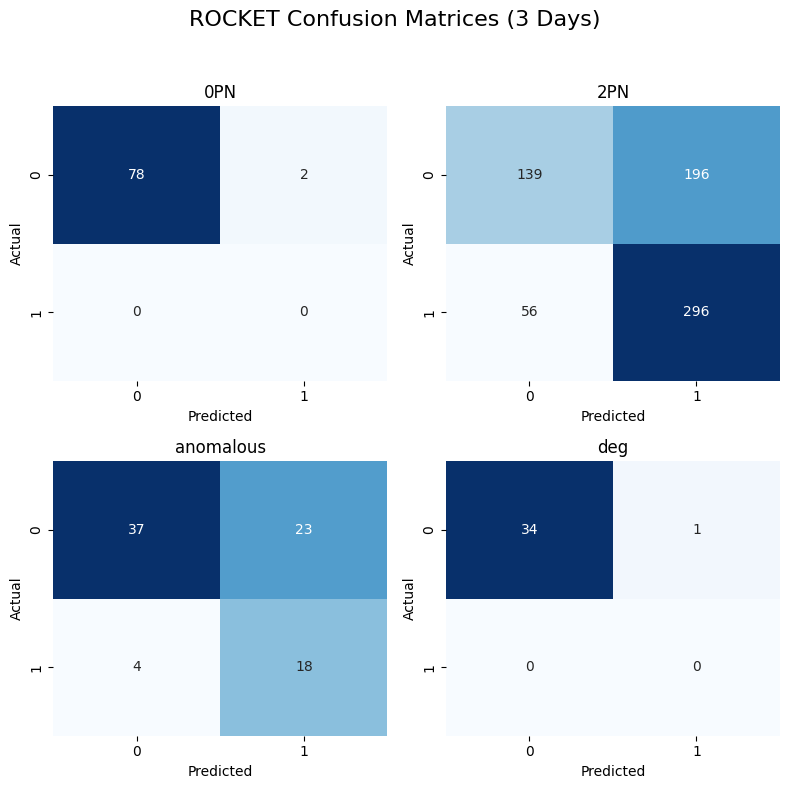 ROCKET Confusion Matrices (3 Days)
0PN
2PN
0
78
2
0
139
196
Actual
Actual
1
0
0
1
56
296
0
1
0
1
Predicted
Predicted
anomalous
deg
0
37
23
0
34
1
Actual
Actual
1
4
18
1
0
0
0
1
0
1
Predicted
Predicted